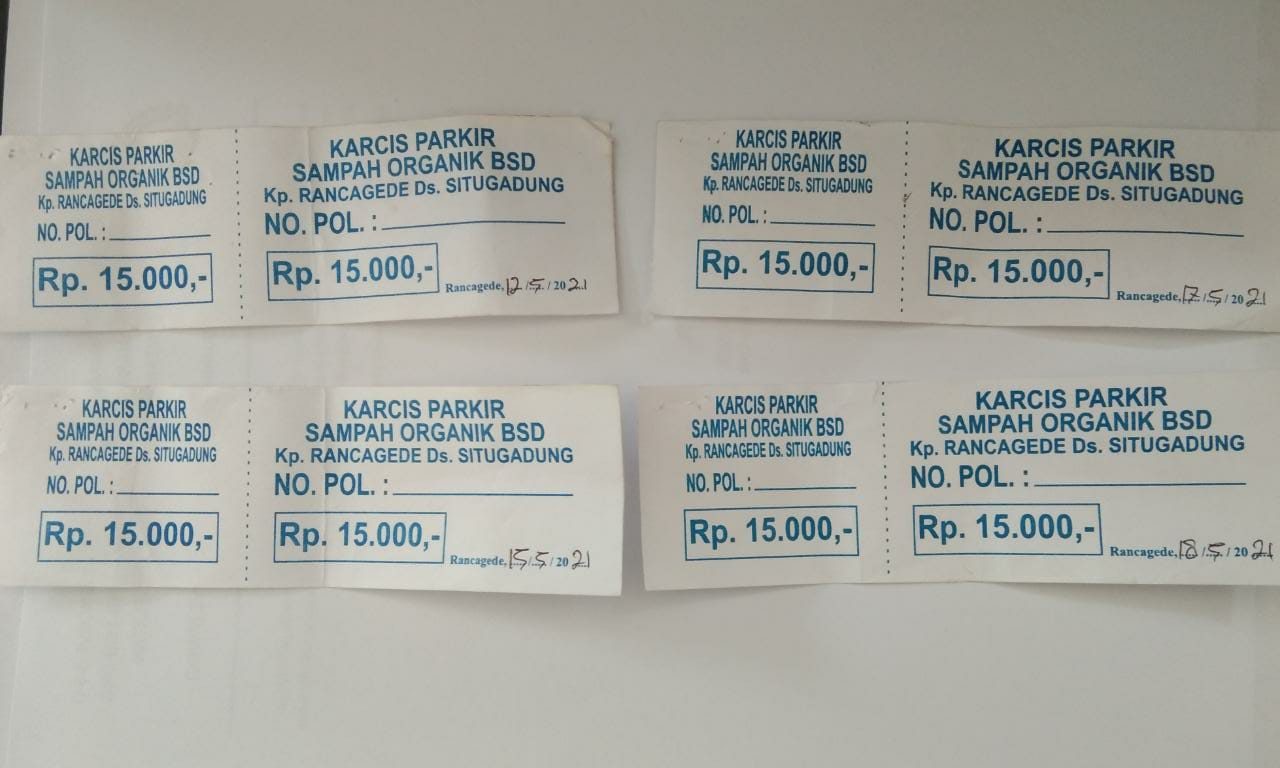 KARCIS PARKIR
SAMPAH ORGANIK BSD
Kp. RANCAGEDE Ds. SITUGADUNG
NO. POL. :
Rp. 15.000,-
KARCIS PARKIR
SAMPAH ORGANIK BSD
Kp. RANCAGEDE Ds. SITUGADUNG
NO. POL. :
Rp. 15.000,-
Rancagede, 12/5/2021
KARCIS PARKIR
SAMPAH ORGANIK BSD
Kp. RANCAGEDE Ds. SITUGADUNG
NO. POL. :
Rp. 15.000,-
KARCIS PARKIR
SAMPAH ORGANIK BSD
Kp. RANCAGEDE Ds. SITUGADUNG
NO. POL. :
Rp. 15.000,-
Rancagede, 17/5/2021
KARCIS PARKIR
SAMPAH ORGANIK BSD
Kp. RANCAGEDE Ds. SITUGADUNG
NO. POL. :
Rp. 15.000,-
KARCIS PARKIR
SAMPAH ORGANIK BSD
Kp. RANCAGEDE Ds. SITUGADUNG
NO. POL. :
Rp. 15.000,-
Rancagede, 15/5/2021
KARCIS PARKIR
SAMPAH ORGANIK BSD
Kp. RANCAGEDE Ds. SITUGADUNG
NO. POL. :
Rp. 15.000,-
KARCIS PARKIR
SAMPAH ORGANIK BSD
Kp. RANCAGEDE Ds. SITUGADUNG
NO. POL. :
Rp. 15.000,-
Rancagede, 18/5/2021